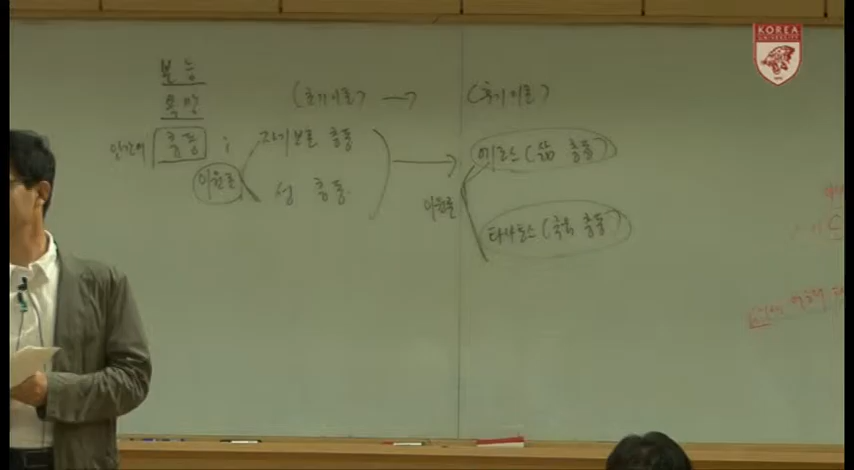 KOREA
UNIVERSITY
본능
욕망
(초기이론) → (후기이론)
인간의 충동 : 자기보존 충동
에로스 (삶 충동)
이원론
성 충동
이원론
타나토스 (죽음 충동)